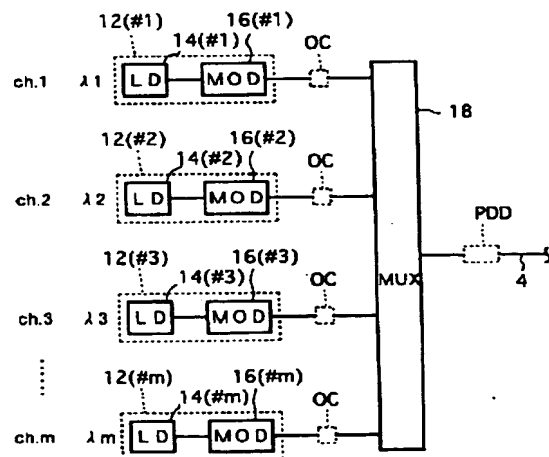 12(#1) 16(#1) OC
14(#1)
ch.1 λ1 LD MOD
18
12(#2) 16(#2) OC
14(#2)
ch.2 λ2 LD MOD
PDD
12(#3) 16(#3) OC
14(#3)
MUX 4
ch.3 λ3 LD MOD
12(#m) 16(#m) OC
14(#m)
ch.m λm LD MOD